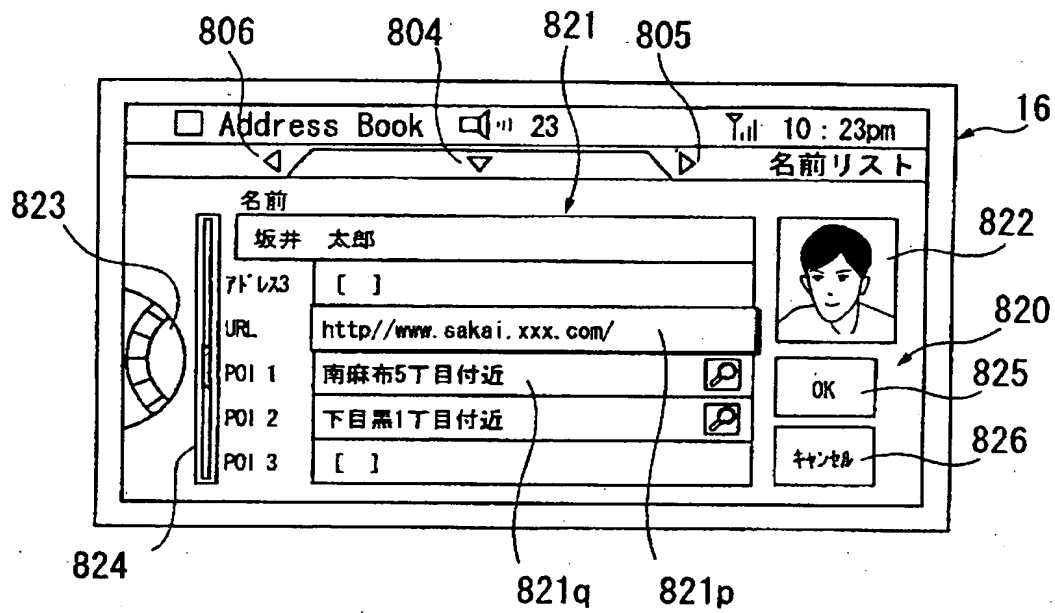 806 804 821 805
Address Book 23 10：23pm
16
名前リスト
823
名前
822
坂井 太郎
アドレス3 [ ]
820
URL http//www.sakai.xxx.com/
POI 1 南麻布5丁目付近
OK
825
POI 2 下目黒1丁目付近
826
POI 3 [ ]
キャンセル
824
821q 821p